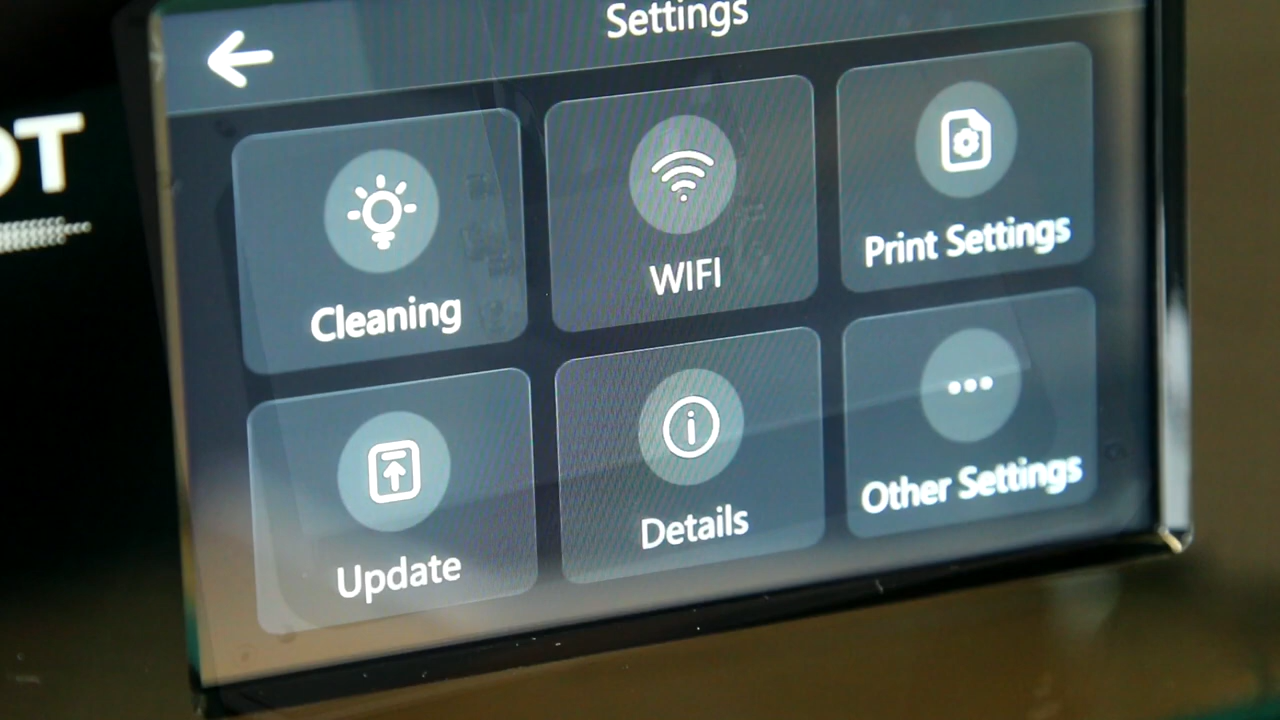 Settings
Cleaning
WIFI
Print Settings
Update
Details
Other Settings